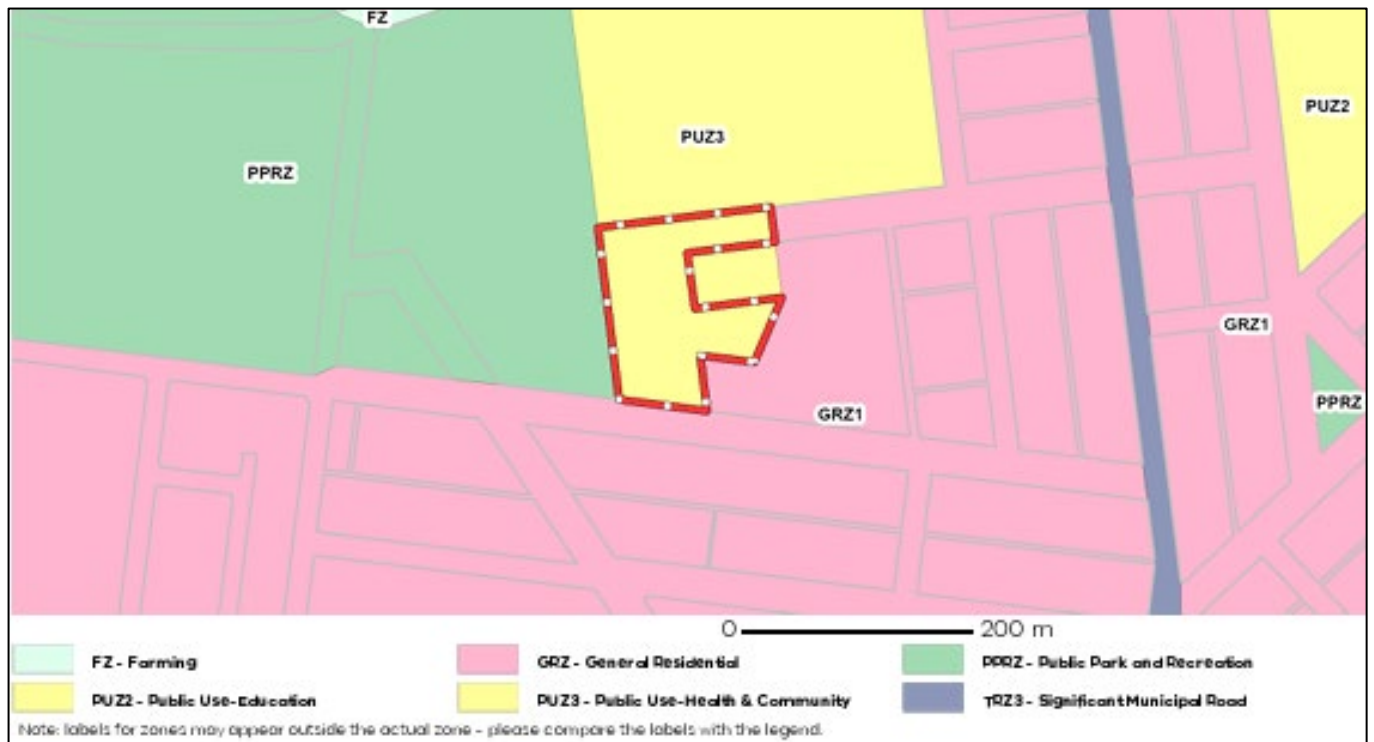 FZ
PUZ2
PUZ3
PPRZ
GRZ1
PPRZ
GRZ1
0 200 m
FZ - Farming GRZ - General Residential PPRZ - Public Park and Recreation
PUZ2 - Public Use-Education PUZ3 - Public Use-Health & Community TRZ3 - Significant Municipal Road
Note: labels for zones may appear outside the actual zone - please compare the labels with the legend.